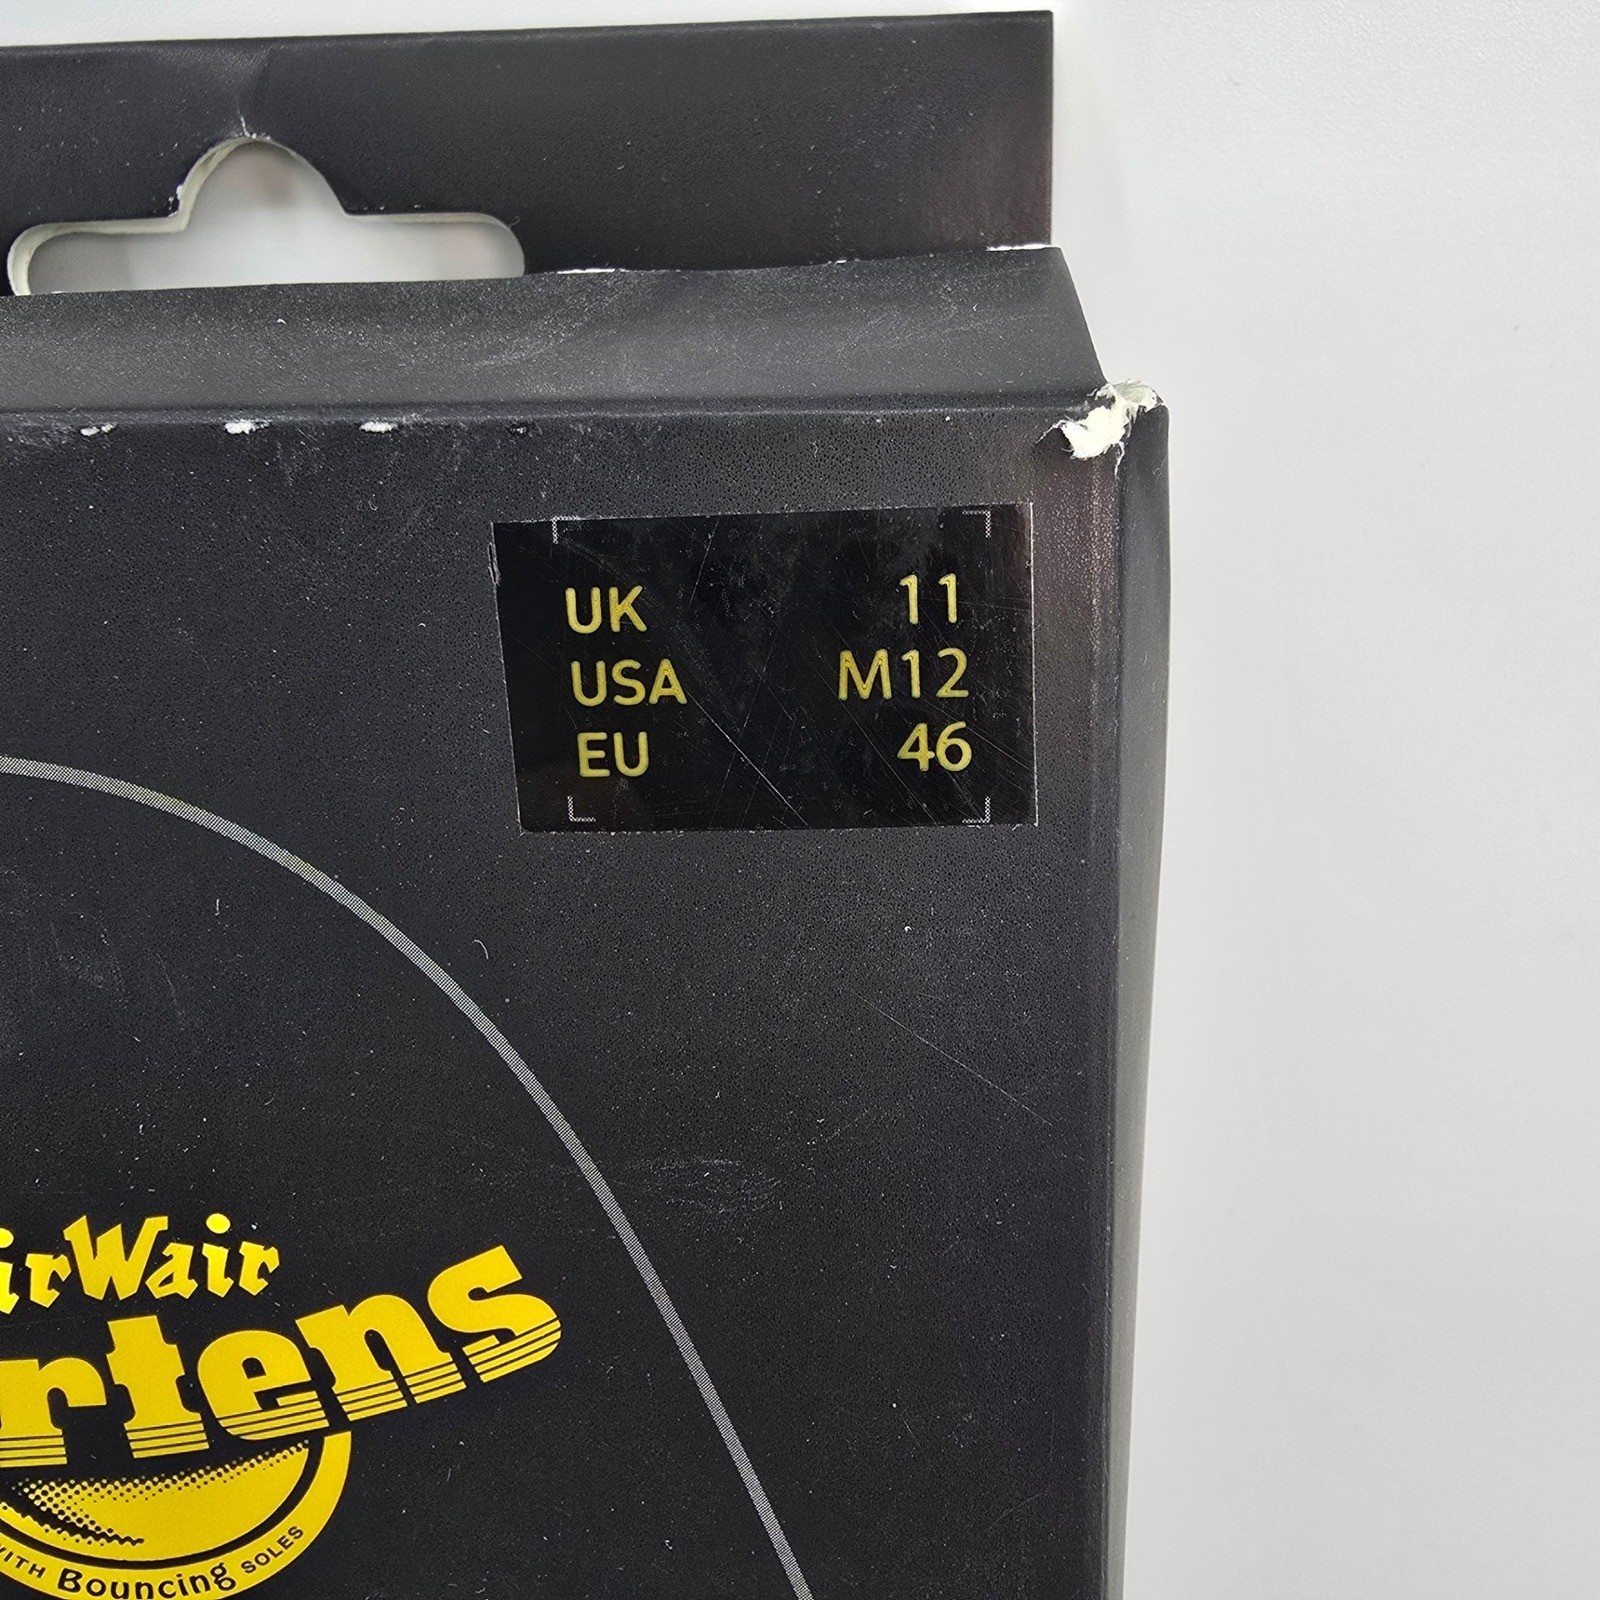 UK 11
USA M12
EU 46
irWair
rtens
WITH Bouncing SOLES